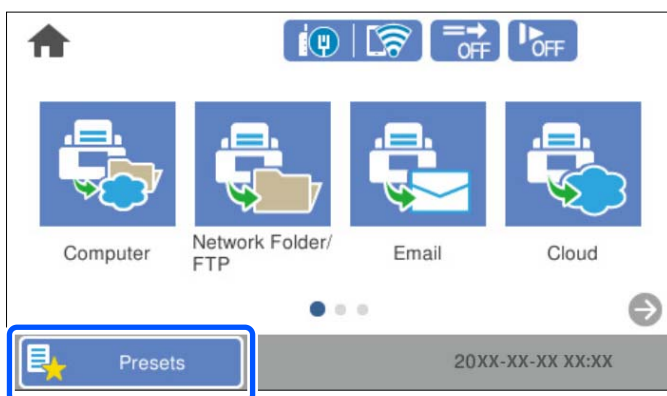 OFF
OFF
Computer
Network Folder/
FTP
Email
Cloud
Presets
20XX-XX-XX XX:XX